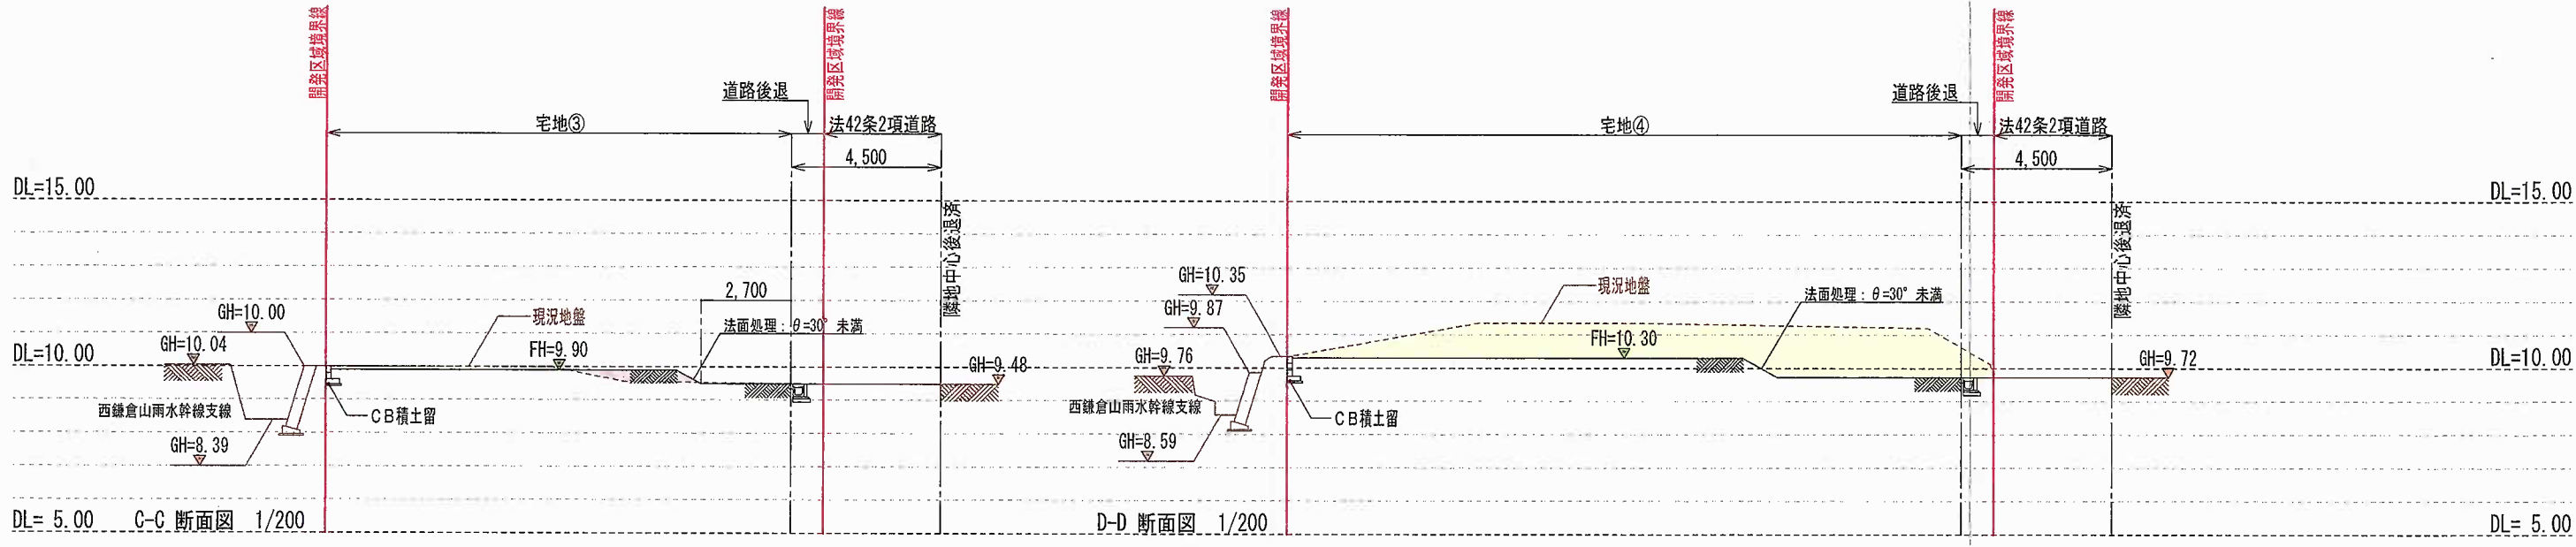 開発区域境界線
開発区域境界線
道路後退
宅地③
法42条2項道路
4,500
DL=15.00
隣地中心後退済
2,700
GH=10.00
現況地盤
法面処理：θ=30° 未満
GH=10.04
FH=9.90
DL=10.00
GH=9.48
西鎌倉山雨水幹線支線
CB積土留
GH=8.39
DL= 5.00
C-C 断面図 1/200
開発区域境界線
開発区域境界線
道路後退
宅地④
法42条2項道路
4,500
DL=15.00
隣地中心後退済
GH=10.35
現況地盤
法面処理：θ=30° 未満
GH=9.87
FH=10.30
GH=9.76
DL=10.00
GH=9.72
西鎌倉山雨水幹線支線
CB積土留
GH=8.59
D-D 断面図 1/200
DL= 5.00